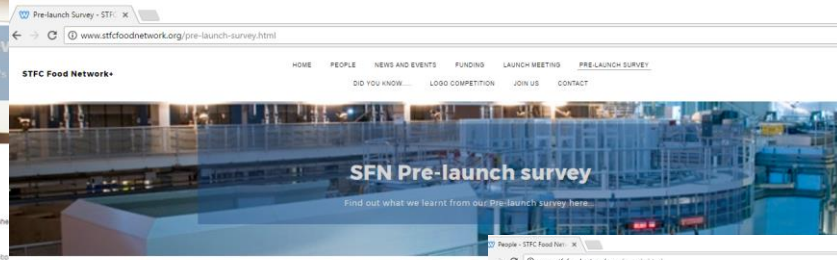 Pre-launch Survey - STFC
www.stfcfoodnetwork.org/pre-launch-survey.html
HOME PEOPLE NEWS AND EVENTS FUNDING LAUNCH MEETING PRE-LAUNCH SURVEY
STFC Food Network+
DID YOU KNOW.... LOGO COMPETITION JOIN US CONTACT
SFN Pre-launch survey
Find out what we learnt from our Pre-launch survey here...
People - STFC Food Net